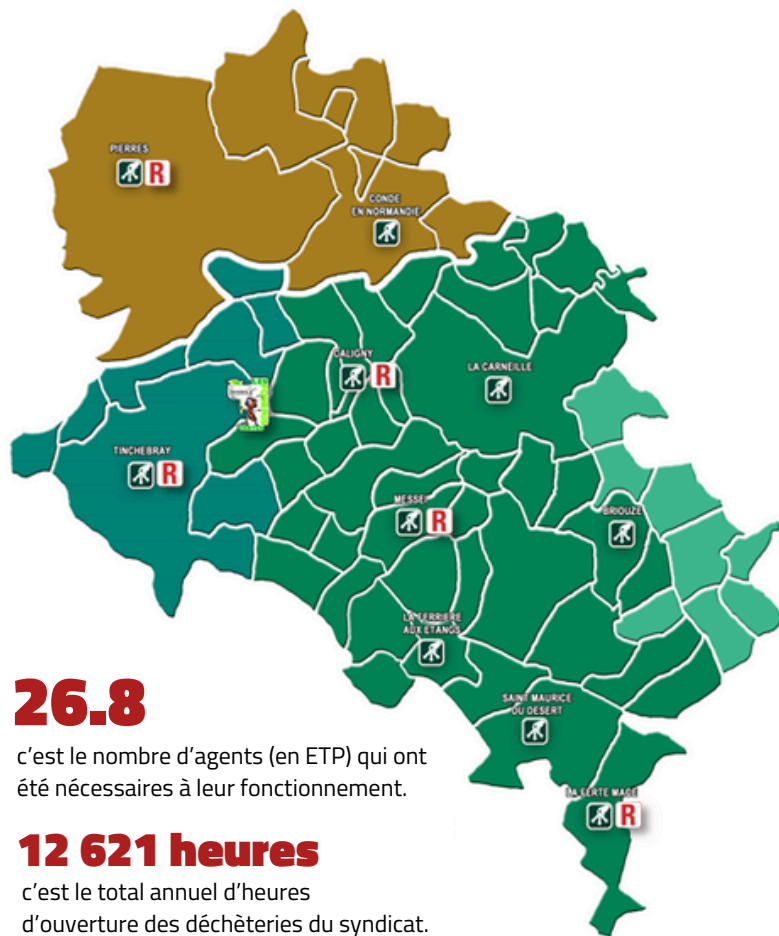 PIERRES
R
CONDE
EN NORMANDIE
CALIGNY
R
LA CARNEILLE
TINCHEBRAY
R
MESSEI
R
BRIOUZE
LA FERRIERE
AUX ETANGS
SAINT MAURICE
DU DESERT
LA FERTE MACE
R
26.8
c’est le nombre d’agents (en ETP) qui ont
été nécessaires à leur fonctionnement.
12 621 heures
c’est le total annuel d’heures
d’ouverture des déchèteries du syndicat.